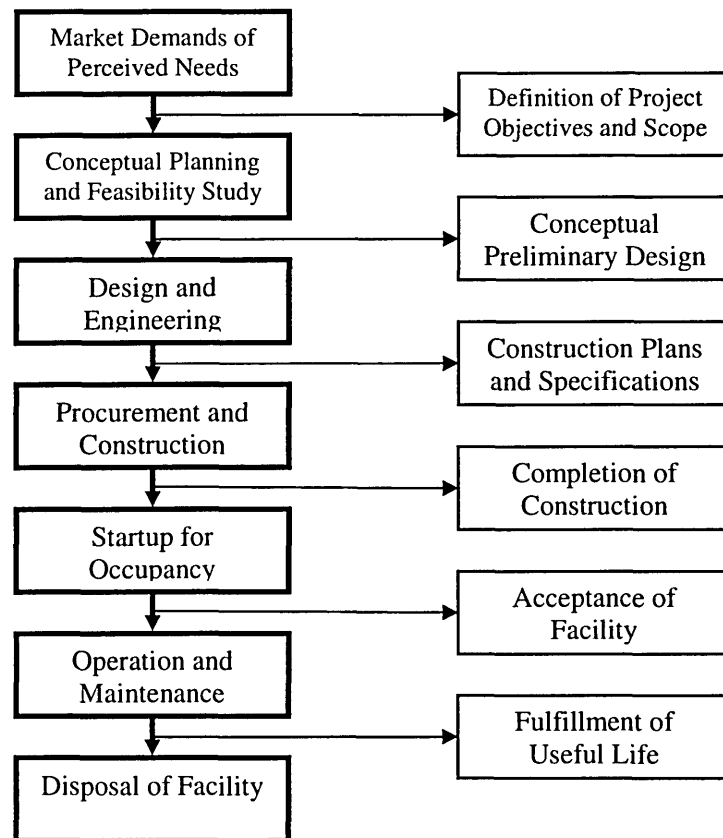 Market Demands of
Perceived Needs
Definition of Project
Objectives and Scope
Conceptual Planning
and Feasibility Study
Conceptual
Preliminary Design
Design and
Engineering
Construction Plans
and Specifications
Procurement and
Construction
Completion of
Construction
Startup for
Occupancy
Acceptance of
Facility
Operation and
Maintenance
Fulfillment of
Useful Life
Disposal of Facility